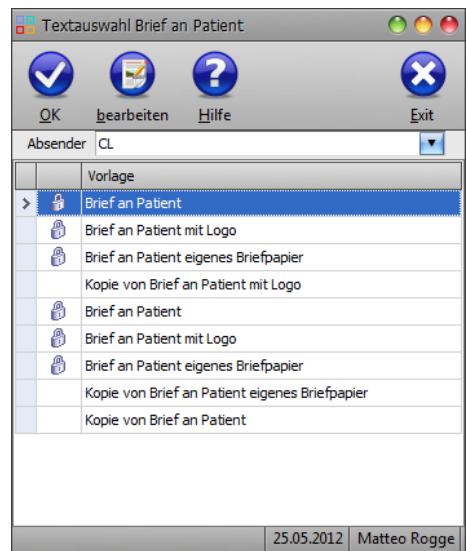 Textauswahl Brief an Patient
OK bearbeiten Hilfe Exit
Absender CL
Vorlage
Brief an Patient
Brief an Patient mit Logo
Brief an Patient eigenes Briefpapier
Kopie von Brief an Patient mit Logo
Brief an Patient
Brief an Patient mit Logo
Brief an Patient eigenes Briefpapier
Kopie von Brief an Patient eigenes Briefpapier
Kopie von Brief an Patient
25.05.2012 Matteo Rogge